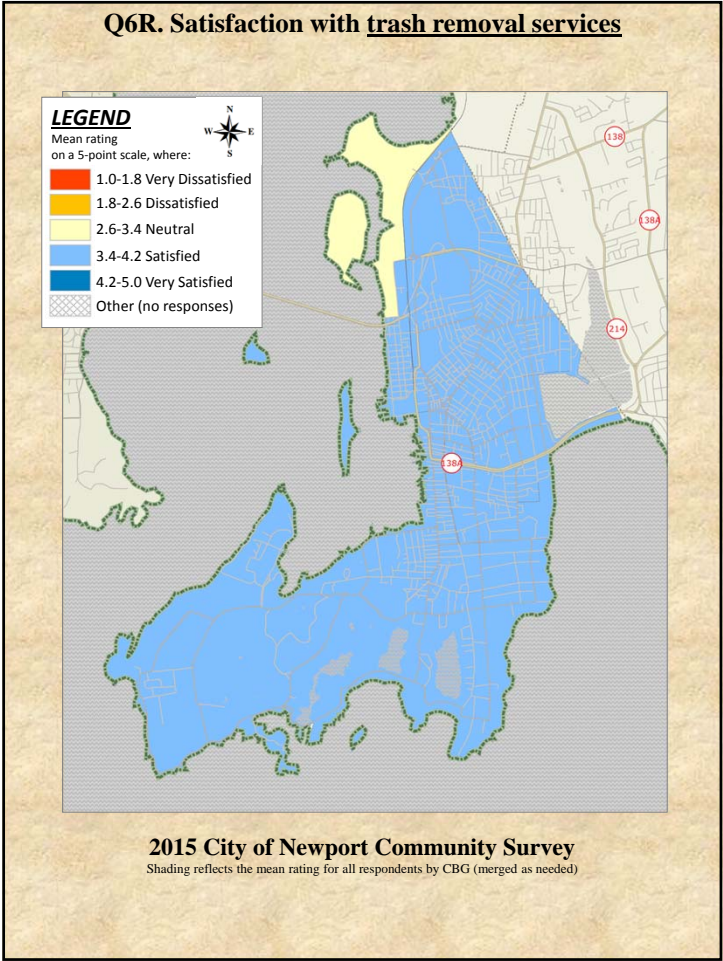 Q6R. Satisfaction with trash removal services
LEGEND
Mean rating
on a 5-point scale, where:
N
W E
S
1.0-1.8 Very Dissatisfied
1.8-2.6 Dissatisfied
2.6-3.4 Neutral
3.4-4.2 Satisfied
4.2-5.0 Very Satisfied
Other (no responses)
138
138A
214
138A
2015 City of Newport Community Survey
Shading reflects the mean rating for all respondents by CBG (merged as needed)